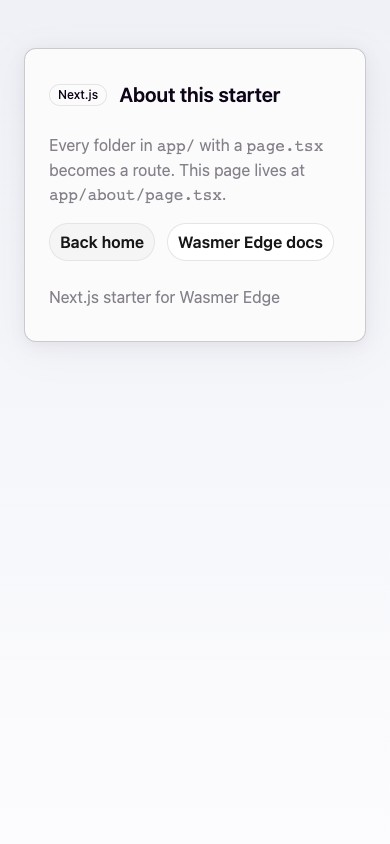 Next.js About this starter
Every folder in app/ with a page.tsx
becomes a route. This page lives at
app/about/page.tsx.
Back home Wasmer Edge docs
Next.js starter for Wasmer Edge